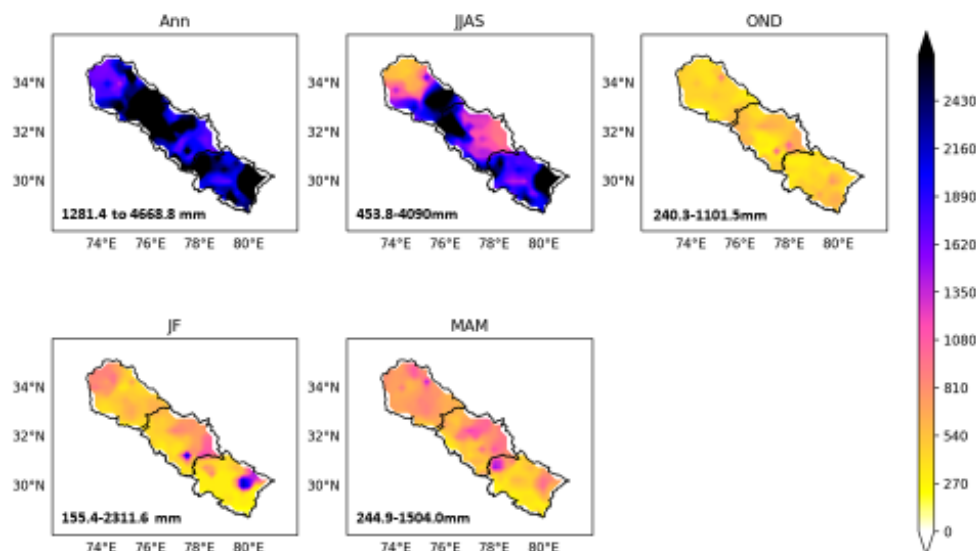 Ann
JJAS
OND
34°N
32°N
30°N
1281.4 to 4668.8 mm
453.8-4090mm
240.3-1101.5mm
74°E 76°E 78°E 80°E
74°E 76°E 78°E 80°E
74°E 76°E 78°E 80°E
JF
MAM
34°N
32°N
30°N
34°N
32°N
30°N
155.4-2311.6 mm
244.9-1504.0mm
74°E 76°E 78°E 80°E
74°E 76°E 78°E 80°E
34°N
32°N
30°N
34°N
32°N
30°N
2430
2160
1890
1620
1350
1080
810
540
270
0